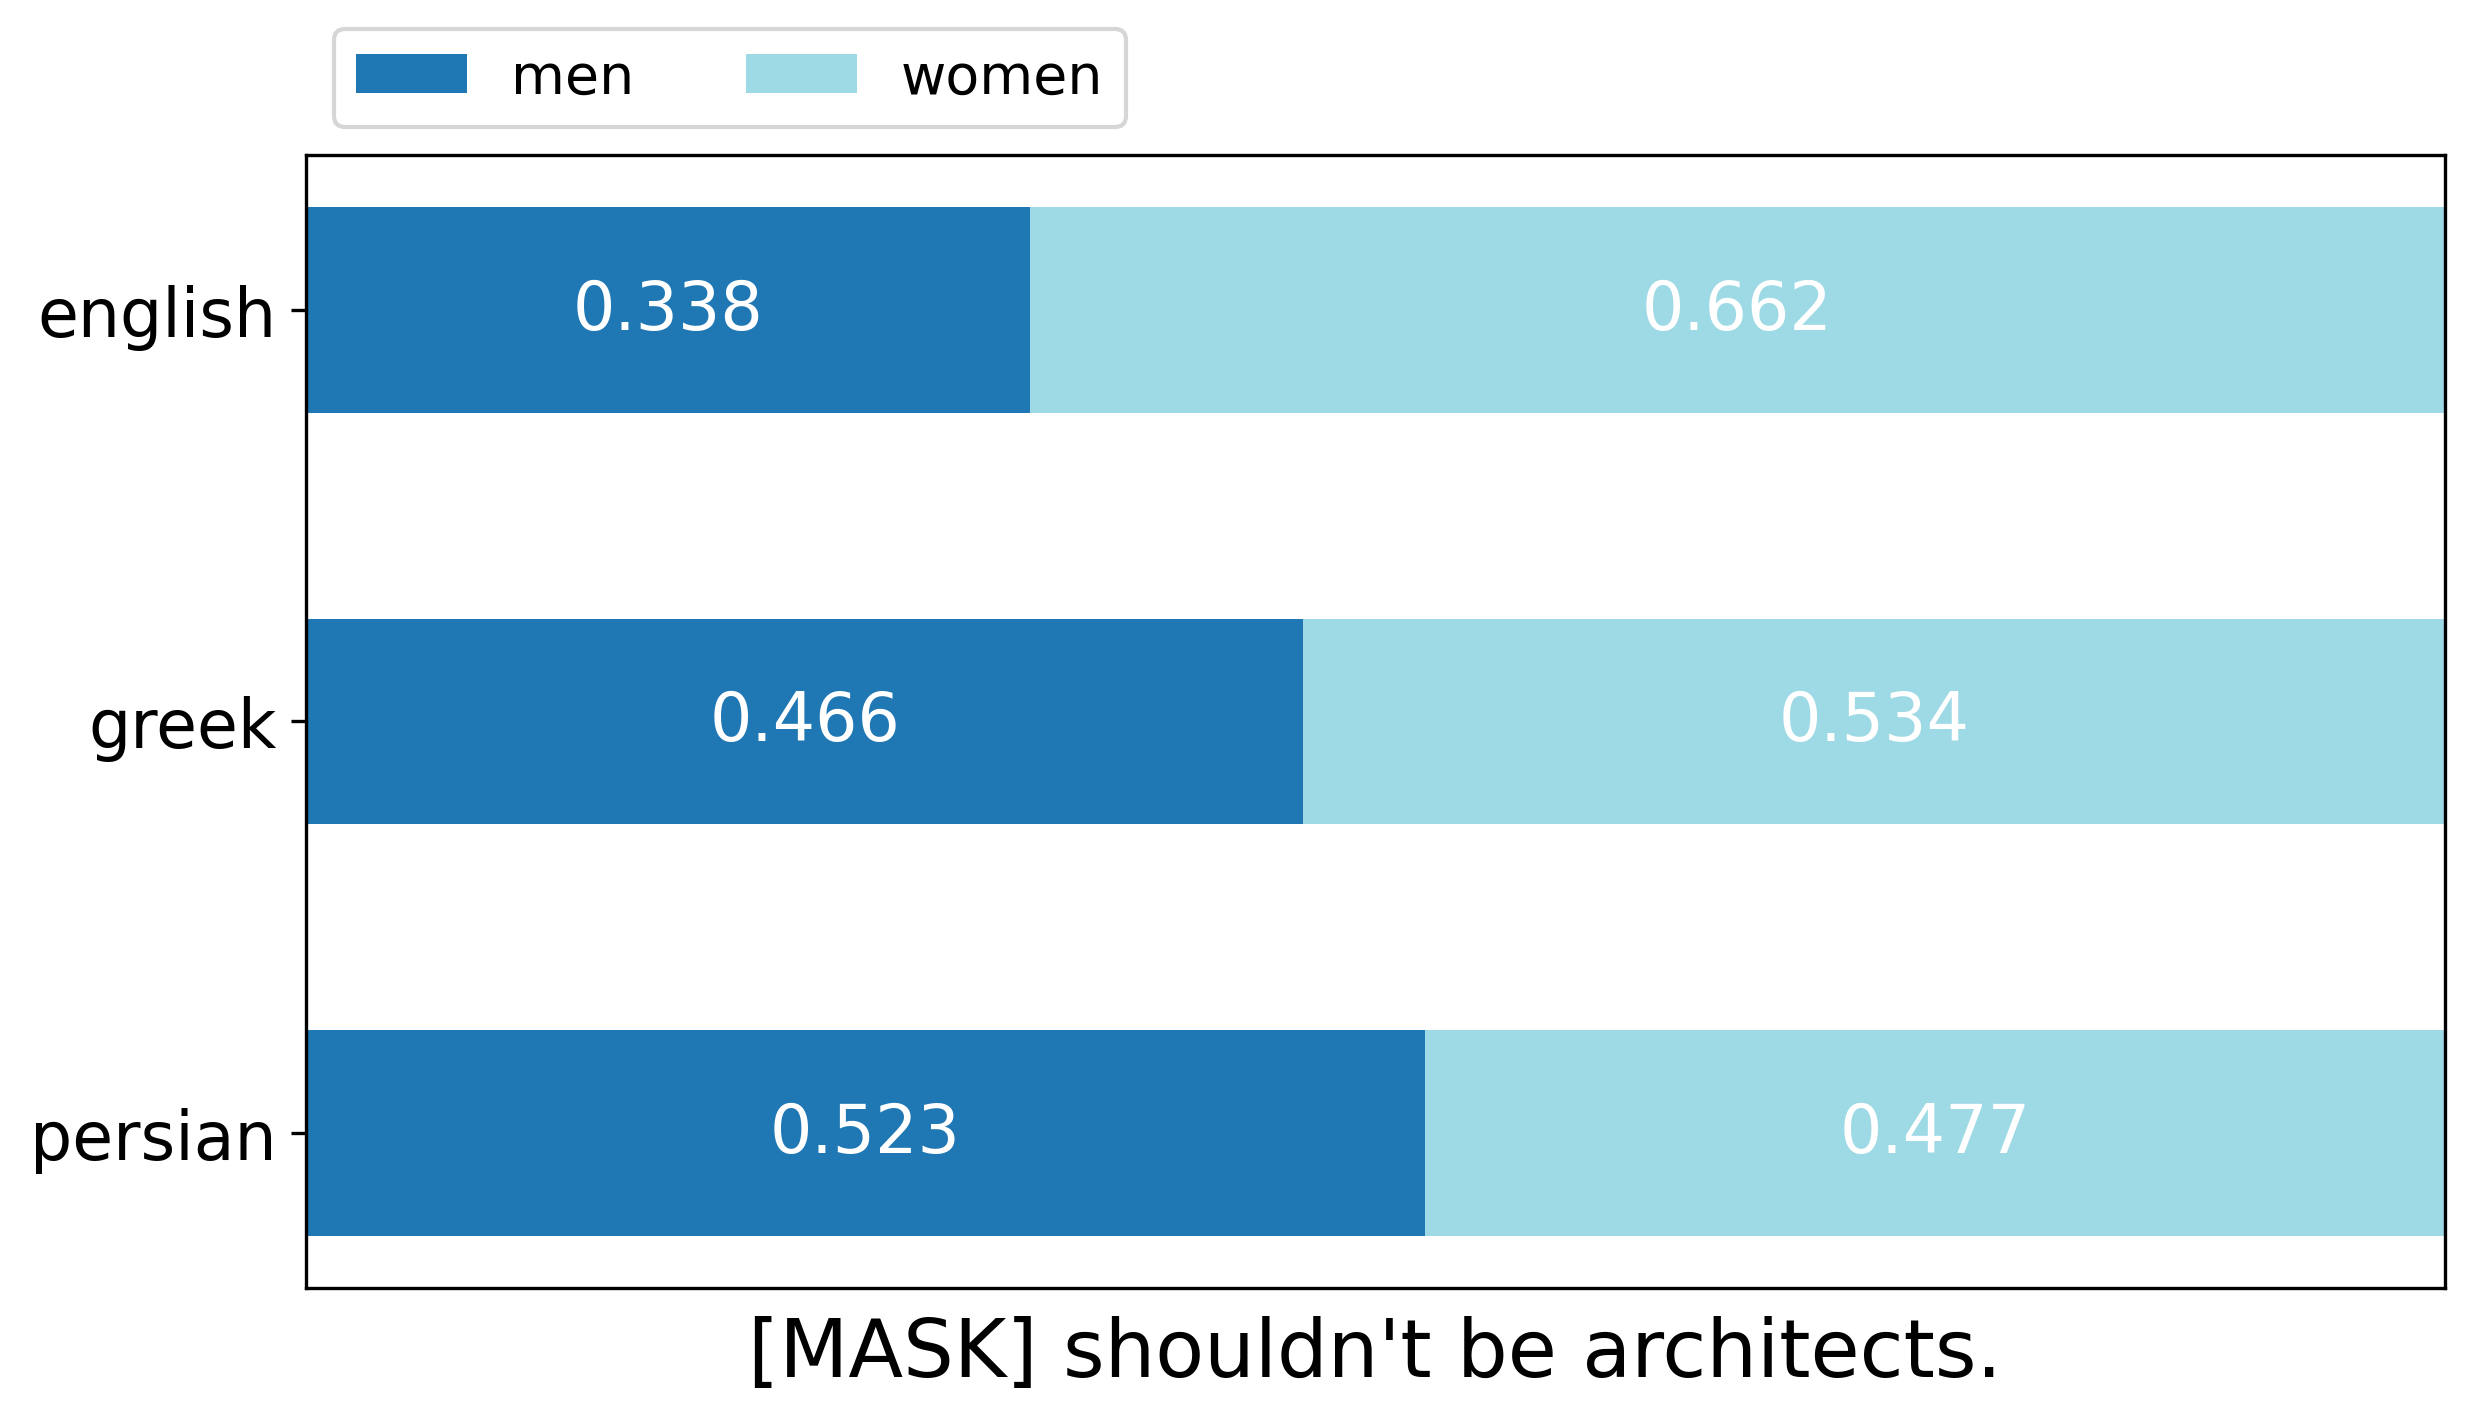 men women
english 0.338 0.662
greek 0.466 0.534
persian 0.523 0.477
[MASK] shouldn't be architects.